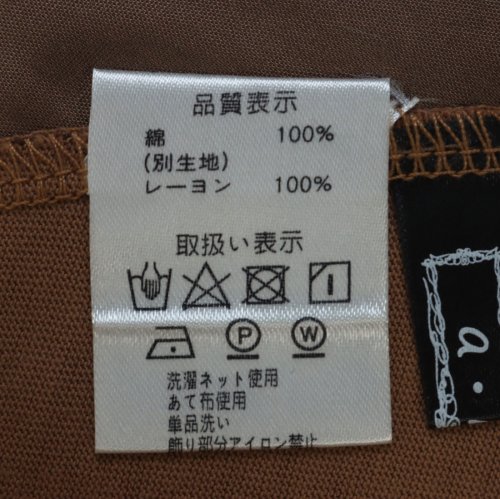 品質表示
綿 100%
(別生地)
レーヨン 100%
取扱い表示
P W
洗濯ネット使用
あて布使用
単品洗い
飾り部分アイロン禁止
a.